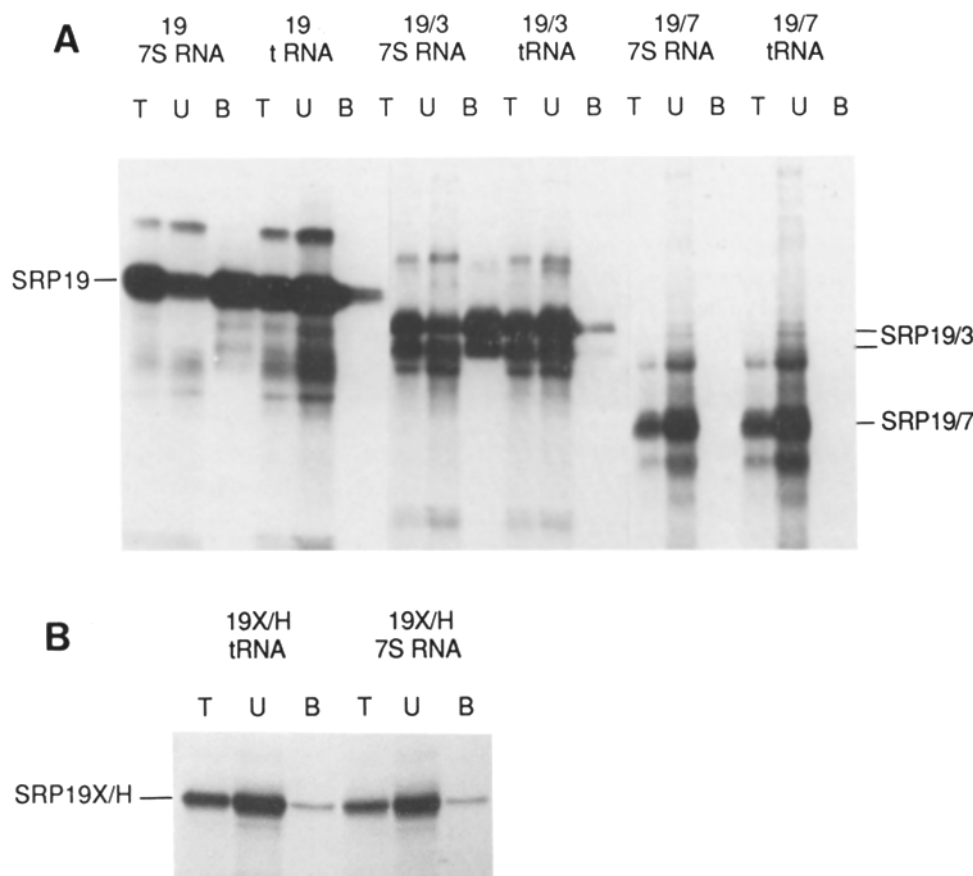 A
19 19 19/3 19/3 19/7 19/7
7S RNA t RNA 7S RNA tRNA 7S RNA tRNA
T U B T U B T U B T U B T U B T U B
SRP19
SRP19/3
SRP19/7
B
19X/H 19X/H
tRNA 7S RNA
T U B T U B
SRP19X/H